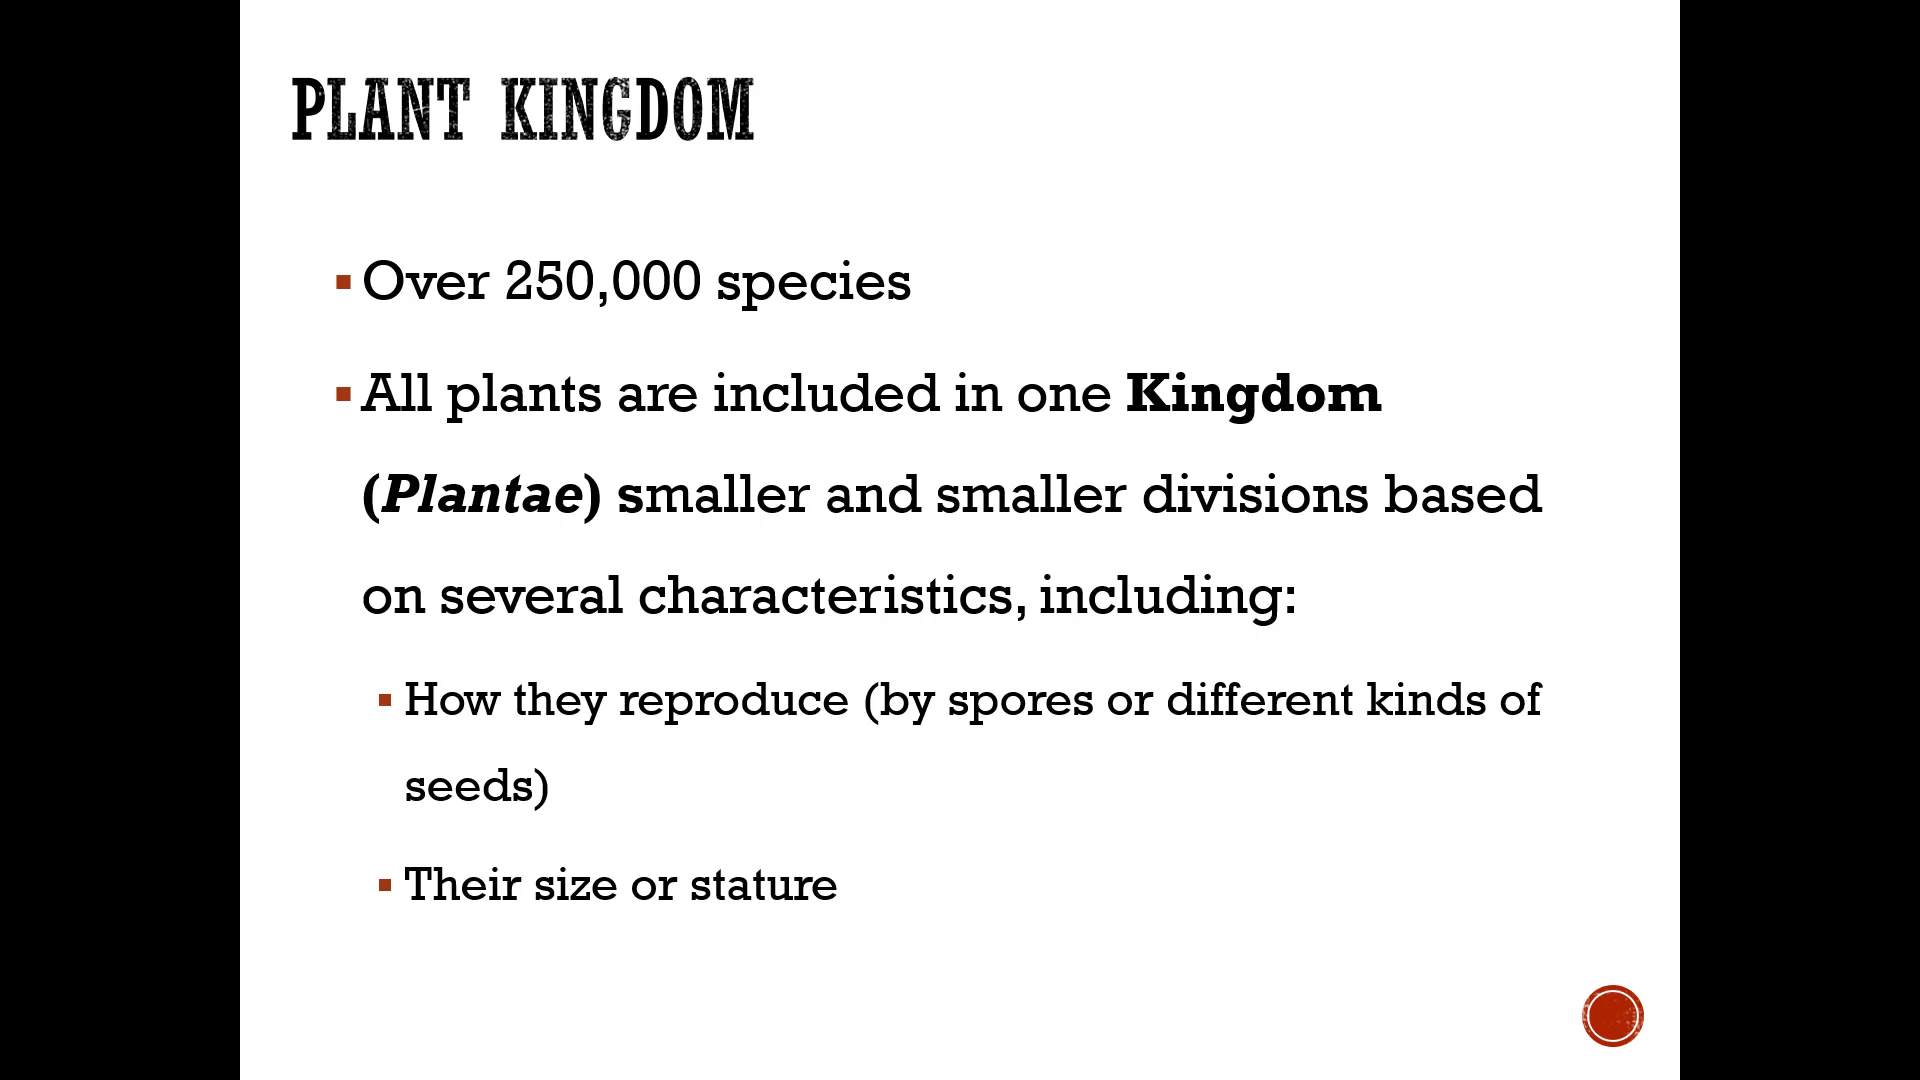 PLANT KINGDOM
▪ Over 250,000 species
▪ All plants are included in one Kingdom
(Plantae) smaller and smaller divisions based
on several characteristics, including:
▪ How they reproduce (by spores or different kinds of
seeds)
▪ Their size or stature